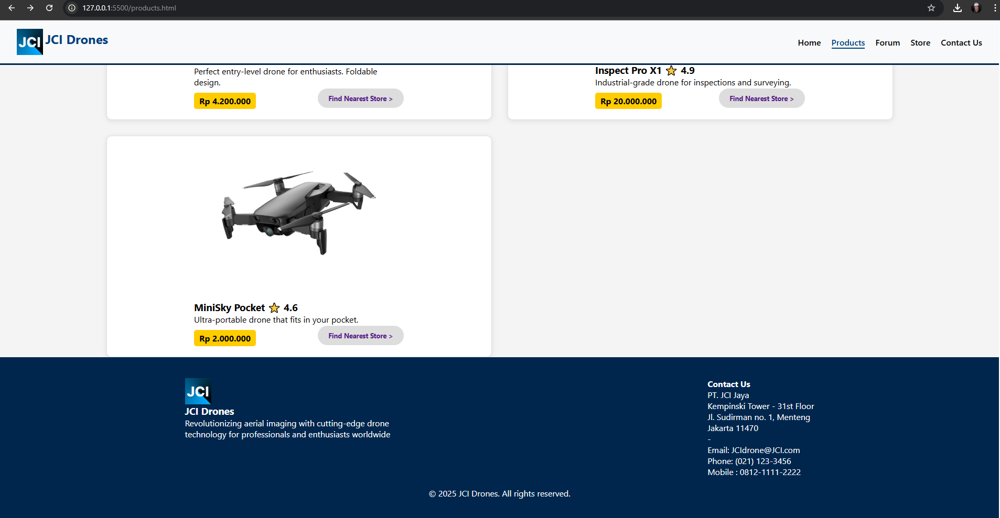 127.0.0.1:5500/products.html
JCI JCI Drones
Home Products Forum Store Contact Us
Perfect entry-level drone for enthusiasts. Foldable
design.
Rp 4.200.000
Find Nearest Store >
Inspect Pro X1 ⭐ 4.9
Industrial-grade drone for inspections and surveying.
Rp 20.000.000
Find Nearest Store >
MiniSky Pocket ⭐ 4.6
Ultra-portable drone that fits in your pocket.
Rp 2.000.000
Find Nearest Store >
JCI
JCI Drones
Revolutionizing aerial imaging with cutting-edge drone
technology for professionals and enthusiasts worldwide
Contact Us
PT. JCI Jaya
Kempinski Tower - 31st Floor
Jl. Sudirman no. 1, Menteng
Jakarta 11470
-
Email: JCIdrone@JCI.com
Phone: (021) 123-3456
Mobile : 0812-1111-2222
© 2025 JCI Drones. All rights reserved.